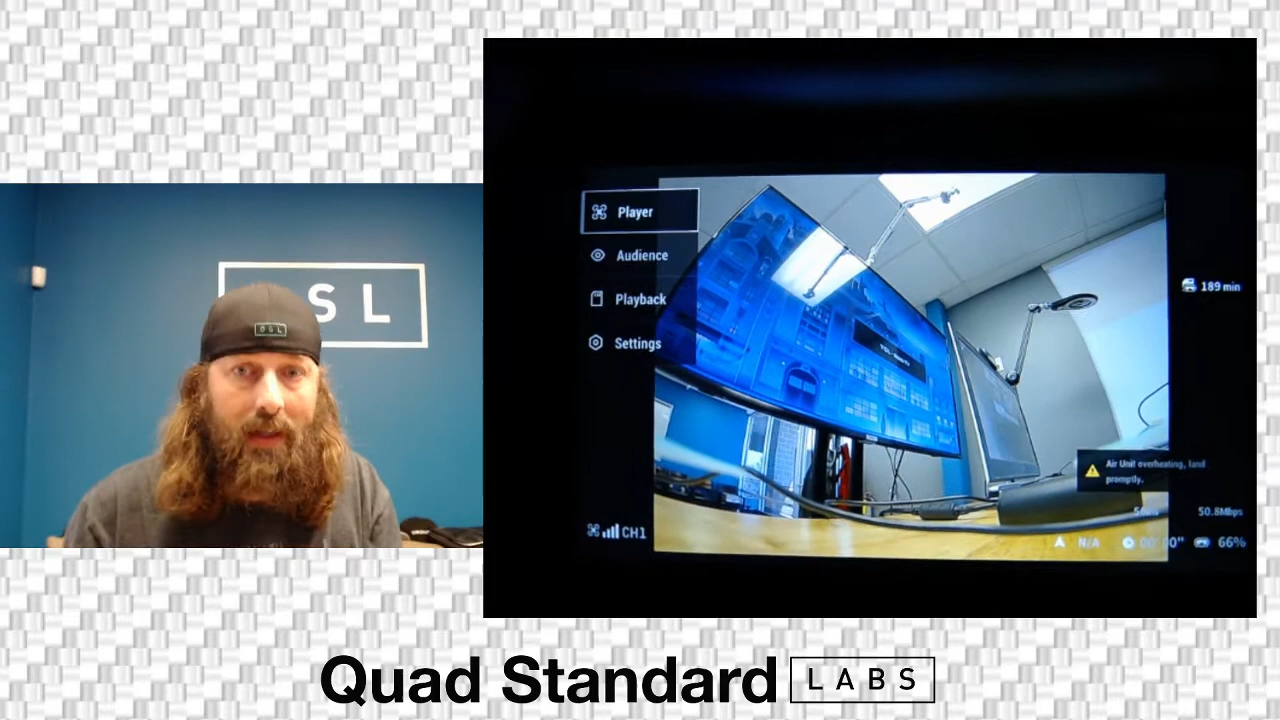 SL
QSL
Player
Audience
Playback
Settings
189 min
Air Unit overheating, land
promptly.
50.8Mbps
CH1
N/A
66%
Quad Standard LABS